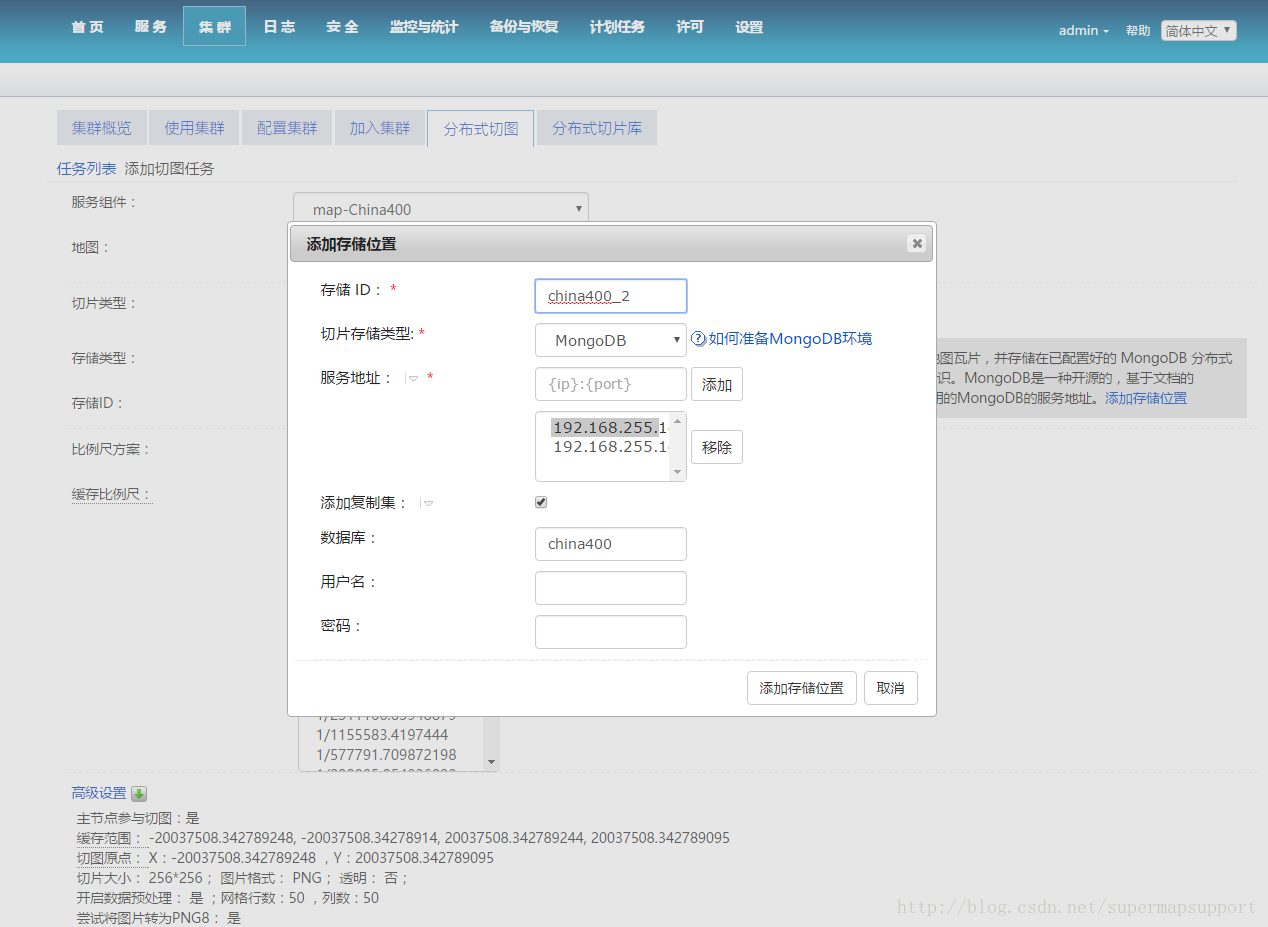 首 页 服 务 集 群 日 志 安 全 监控与统计 备份与恢复 计划任务 许可 设置 admin 帮助 简体中文
集群概览 使用集群 配置集群 加入集群 分布式切图 分布式切片库
任务列表 添加切图任务
服务组件： map-China400
地图：
切片类型：
存储类型：
存储ID：
比例尺方案：
缓存比例尺：
图瓦片，并存储在已配置好的 MongoDB 分布式
识。MongoDB是一种开源的，基于文档的
的MongoDB的服务地址。添加存储位置
添加存储位置
存储 ID： * china400_2
切片存储类型: * MongoDB 如何准备MongoDB环境
服务地址： * {ip}:{port} 添加
192.168.255.1
192.168.255.1
移除
添加复制集：
数据库： china400
用户名：
密码：
添加存储位置 取消
1/1155583.4197444
1/577791.709872198
高级设置
主节点参与切图：是
缓存范围： -20037508.342789248, -20037508.34278914, 20037508.342789244, 20037508.342789095
切图原点： X：-20037508.342789248 ，Y：20037508.342789095
切片大小： 256*256； 图片格式： PNG； 透明： 否；
开启数据预处理： 是 ；网格行数：50 ，列数：50
尝试将图片转为PNG8： 是
http://blog.csdn.net/supermapsupport